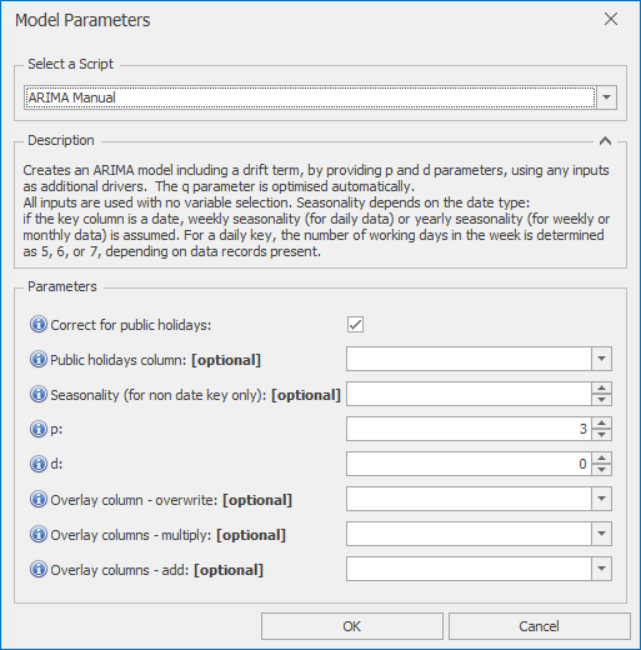 Model Parameters
Select a Script
ARIMA Manual
Description
Creates an ARIMA model including a drift term, by providing p and d parameters, using any inputs
as additional drivers.  The q parameter is optimised automatically.
All inputs are used with no variable selection. Seasonality depends on the date type:
if the key column is a date, weekly seasonality (for daily data) or yearly seasonality (for weekly or
monthly data) is assumed. For a daily key, the number of working days in the week is determined
as 5, 6, or 7, depending on data records present.
Parameters
Correct for public holidays:
Public holidays column: [optional]
Seasonality (for non date key only): [optional]
p: 3
d: 0
Overlay column - overwrite: [optional]
Overlay columns - multiply: [optional]
Overlay columns - add: [optional]
OK Cancel